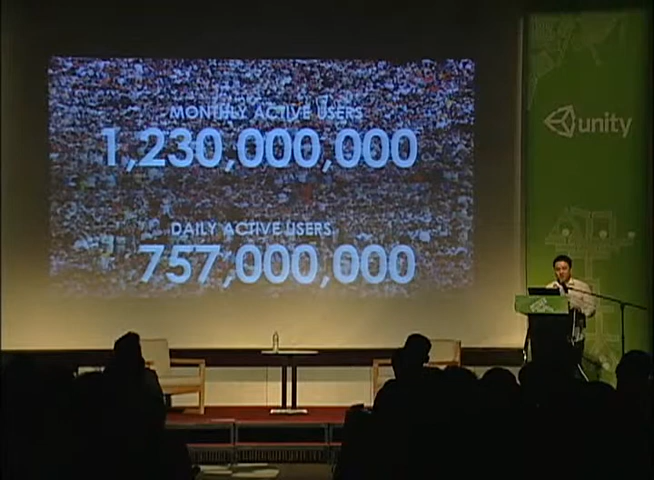 MONTHLY ACTIVE USERS
1,230,000,000
DAILY ACTIVE USERS
757,000,000
unity